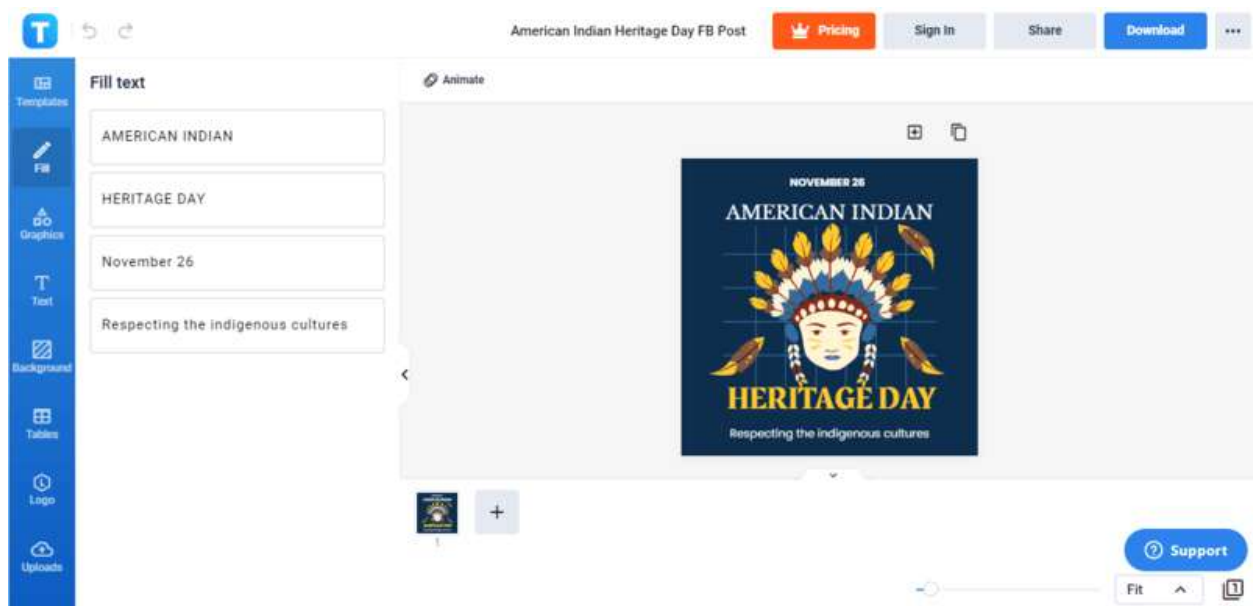 T
American Indian Heritage Day FB Post
Pricing
Sign In
Share
Download
Templates
Fill
Graphics
Text
Background
Tables
Logo
Uploads
Fill text
AMERICAN INDIAN
HERITAGE DAY
November 26
Respecting the indigenous cultures
Animate
NOVEMBER 26
AMERICAN INDIAN
HERITAGE DAY
Respecting the indigenous cultures
1
Support
Fit
1